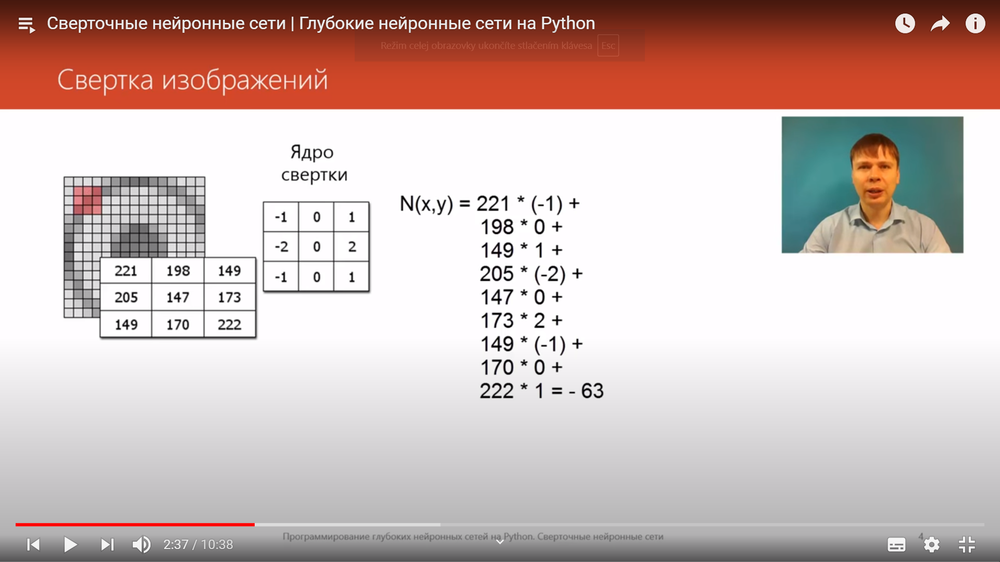 Сверточные нейронные сети | Глубокие нейронные сети на Python
Režim celej obrazovky ukončíte stlačením klávesa Esc
Свертка изображений
Ядро
свертки
-1 0 1
-2 0 2
-1 0 1
221 198 149
205 147 173
149 170 222
N(x,y) = 221 * (-1) +
198 * 0 +
149 * 1 +
205 * (-2) +
147 * 0 +
173 * 2 +
149 * (-1) +
170 * 0 +
222 * 1 = - 63
Программирование глубоких нейронных сетей на Python. Сверточные нейронные сети
4
2:37 / 10:38